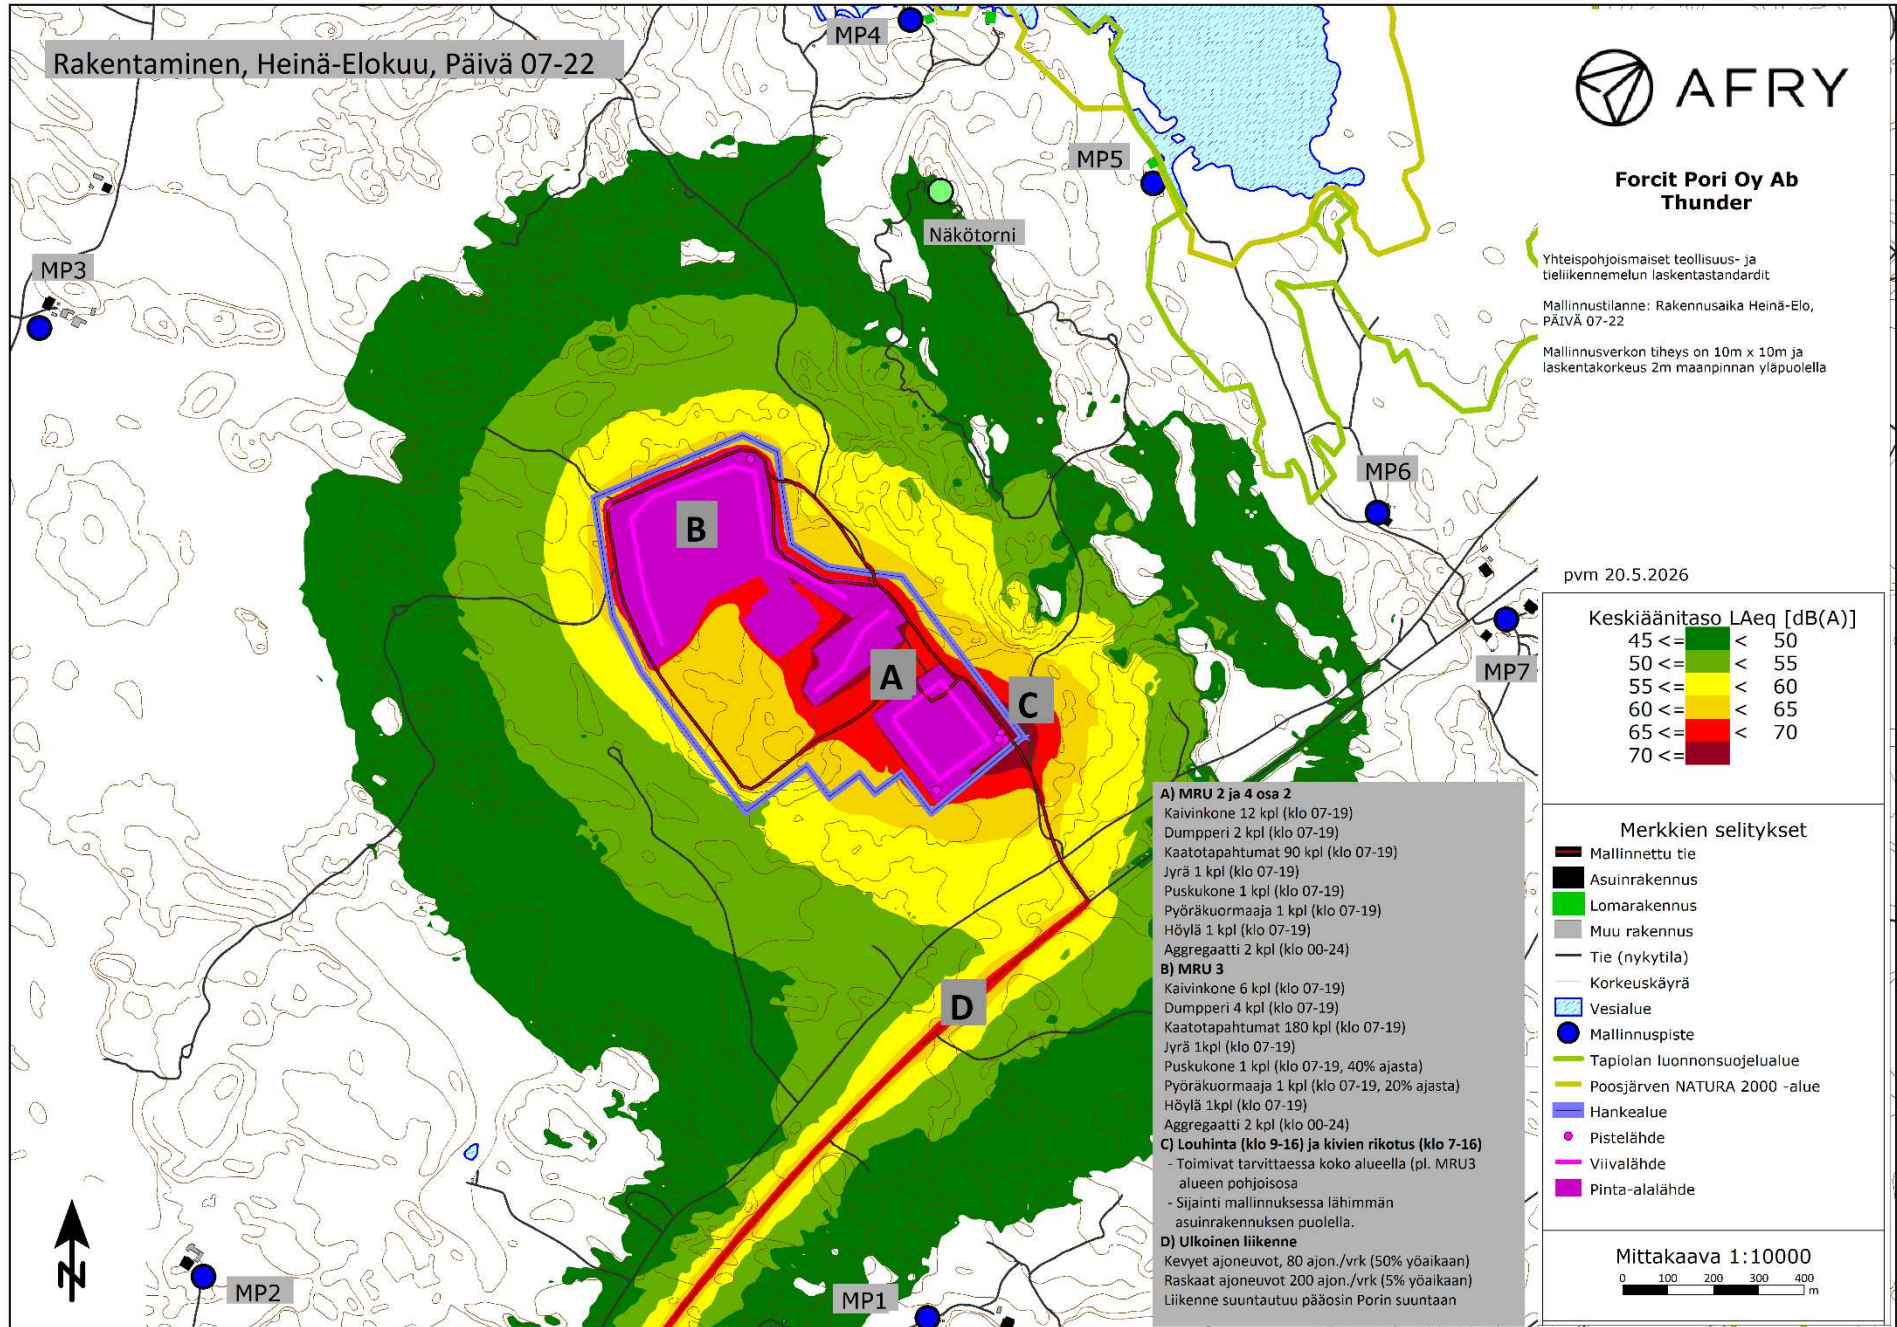 Rakentaminen, Heinä-Elokuu, Päivä 07-22
MP4
MP5
Näkötorni
MP3
MP6
MP7
B
A
C
D
MP2
MP1
N
AFRY
Forcit Pori Oy Ab
Thunder
Yhteispohjoismaiset teollisuus- ja
tieliikennemelun laskentastandardit
Mallinnustilanne: Rakennusaika Heinä-Elo,
PÄIVÄ 07-22
Mallinnusverkon tiheys on 10m x 10m ja
laskentakorkeus 2m maanpinnan yläpuolella
pvm 20.5.2026
Keskiäänitaso LAeq [dB(A)]
45 <= < 50
50 <= < 55
55 <= < 60
60 <= < 65
65 <= < 70
70 <=
A) MRU 2 ja 4 osa 2
Kaivinkone 12 kpl (klo 07-19)
Dumpperi 2 kpl (klo 07-19)
Kaatotapahtumat 90 kpl (klo 07-19)
Jyrä 1 kpl (klo 07-19)
Puskukone 1 kpl (klo 07-19)
Pyöräkuormaaja 1 kpl (klo 07-19)
Höylä 1 kpl (klo 07-19)
Aggregaatti 2 kpl (klo 00-24)
B) MRU 3
Kaivinkone 6 kpl (klo 07-19)
Dumpperi 4 kpl (klo 07-19)
Kaatotapahtumat 180 kpl (klo 07-19)
Jyrä 1kpl (klo 07-19)
Puskukone 1 kpl (klo 07-19, 40% ajasta)
Pyöräkuormaaja 1 kpl (klo 07-19, 20% ajasta)
Höylä 1kpl (klo 07-19)
Aggregaatti 2 kpl (klo 00-24)
C) Louhinta (klo 9-16) ja kivien rikotus (klo 7-16)
- Toimivat tarvittaessa koko alueella (pl. MRU3
alueen pohjoisosa
- Sijainti mallinnuksessa lähimmän
asuinrakennuksen puolella.
D) Ulkoinen liikenne
Kevyet ajoneuvot, 80 ajon./vrk (50% yöaikaan)
Raskaat ajoneuvot 200 ajon./vrk (5% yöaikaan)
Liikenne suuntautuu pääosin Porin suuntaan
Merkkien selitykset
Mallinnettu tie
Asuinrakennus
Lomarakennus
Muu rakennus
Tie (nykytila)
Korkeuskäyrä
Vesialue
Mallinnuspiste
Tapiolan luonnonsuojelualue
Poosjärven NATURA 2000 -alue
Hankealue
Pistelähde
Viivalähde
Pinta-alalähde
Mittakaava 1:10000
0 100 200 300 400
m